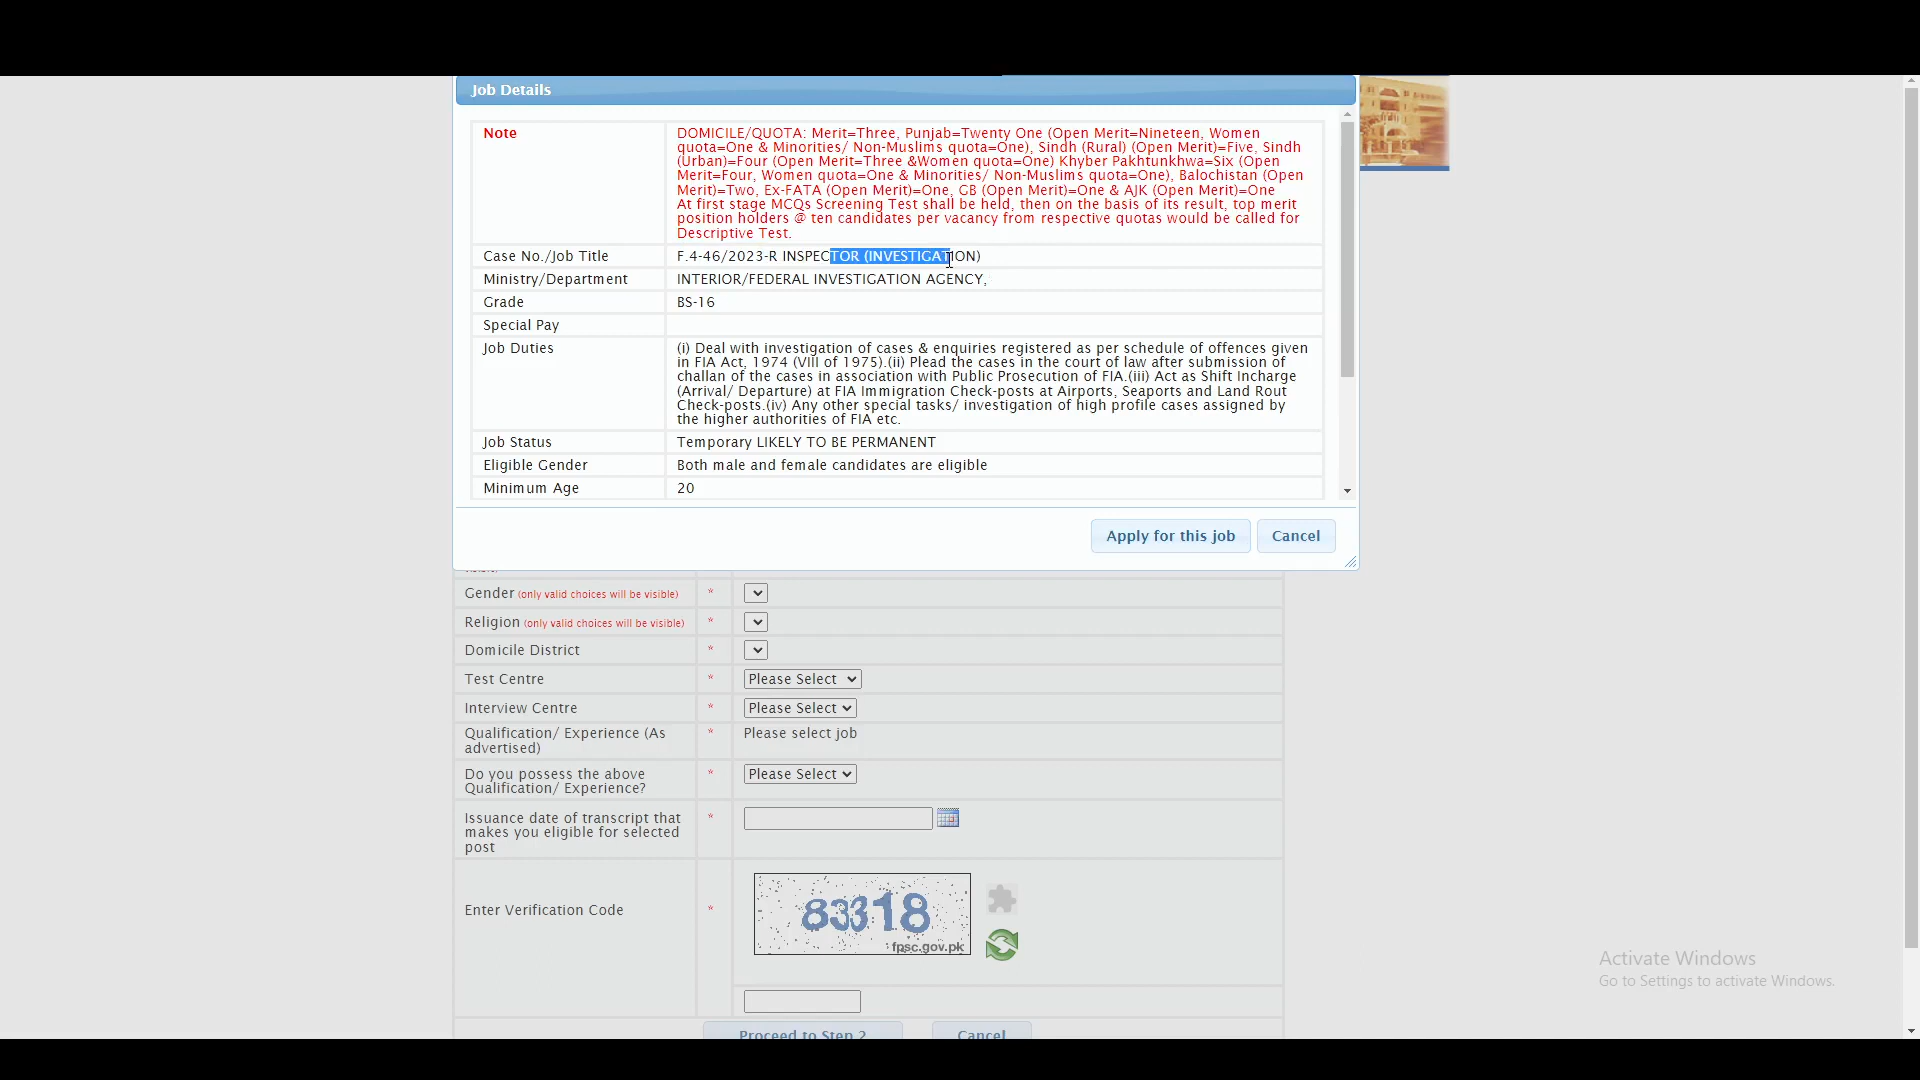 Job Details
Note
DOMICILE/QUOTA: Merit=Three, Punjab=Twenty One (Open Merit=Nineteen, Women
quota=One & Minorities/ Non-Muslims quota=One), Sindh (Rural) (Open Merit)=Five, Sindh
(Urban)=Four (Open Merit=Three &Women quota=One) Khyber Pakhtunkhwa=Six (Open
Merit=Four, Women quota=One & Minorities/ Non-Muslims quota=One), Balochistan (Open
Merit)=Two, Ex-FATA (Open Merit)=One, GB (Open Merit)=One & AJK (Open Merit)=One
At first stage MCQs Screening Test shall be held, then on the basis of its result, top merit
position holders @ ten candidates per vacancy from respective quotas would be called for
Descriptive Test.
Case No./Job Title
F.4-46/2023-R INSPECTOR (INVESTIGATION)
Ministry/Department
INTERIOR/FEDERAL INVESTIGATION AGENCY,
Grade
BS-16
Special Pay
Job Duties
(i) Deal with investigation of cases & enquiries registered as per schedule of offences given
in FIA Act, 1974 (VIII of 1975).(ii) Plead the cases in the court of law after submission of
challan of the cases in association with Public Prosecution of FIA.(iii) Act as Shift Incharge
(Arrival/ Departure) at FIA Immigration Check-posts at Airports, Seaports and Land Rout
Check-posts.(iv) Any other special tasks/ investigation of high profile cases assigned by
the higher authorities of FIA etc.
Job Status
Temporary LIKELY TO BE PERMANENT
Eligible Gender
Both male and female candidates are eligible
Minimum Age
20
Apply for this job
Cancel
Gender (only valid choices will be visible) *
Religion (only valid choices will be visible) *
Domicile District *
Test Centre * Please Select
Interview Centre * Please Select
Qualification/ Experience (As
advertised)
* Please select job
Do you possess the above
Qualification/ Experience?
* Please Select
Issuance date of transcript that
makes you eligible for selected
post
*
Enter Verification Code *
83318
fpsc.gov.pk
Proceed to Step 2
Cancel
Activate Windows
Go to Settings to activate Windows.